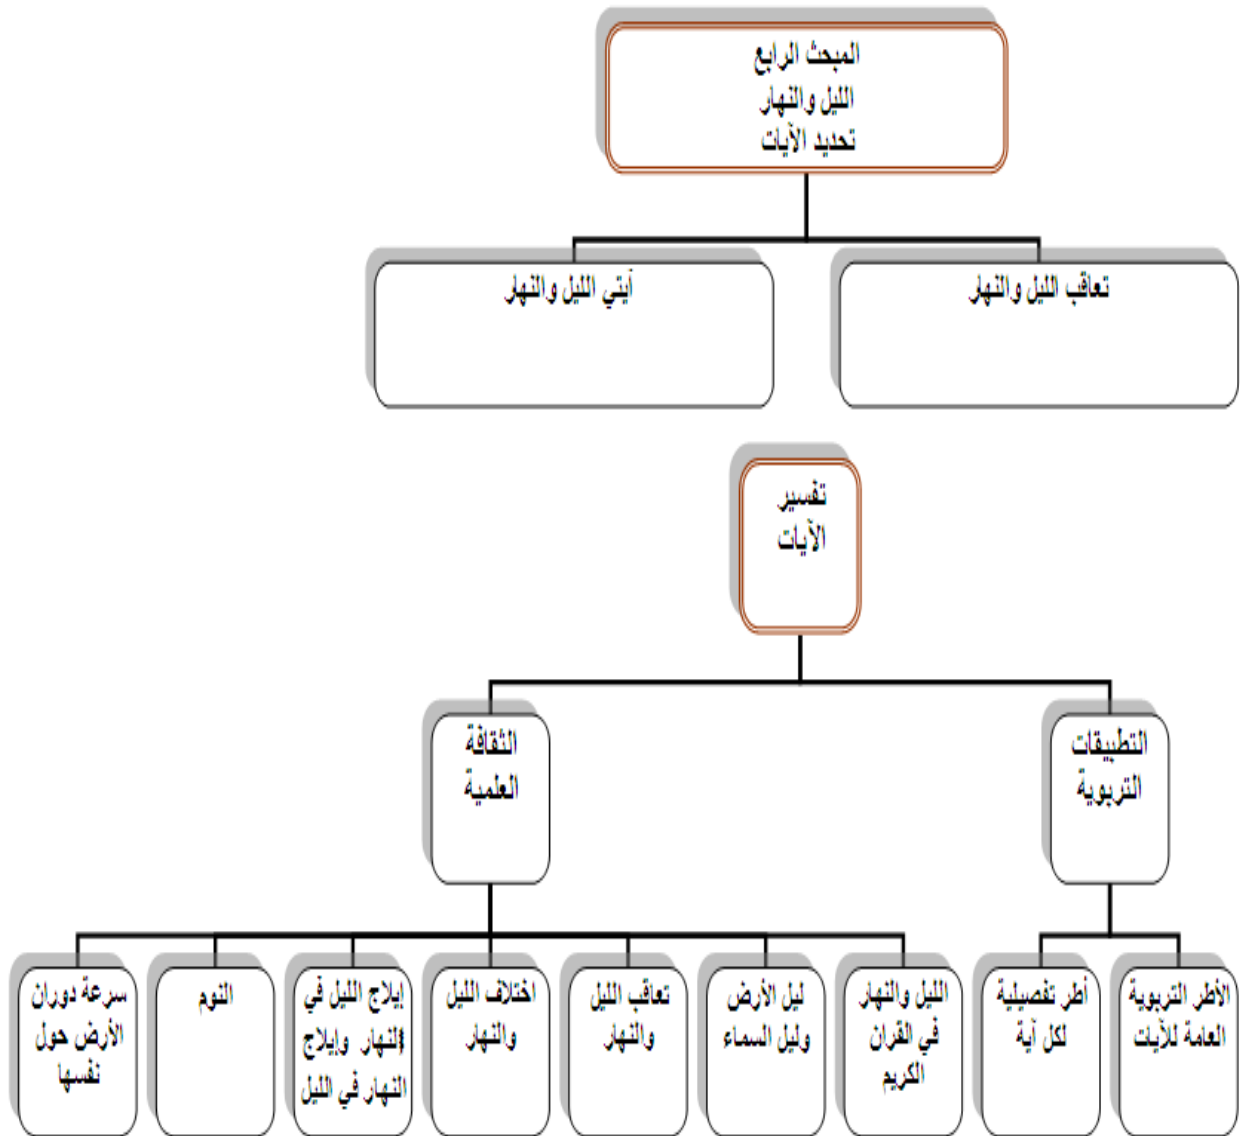 المبحث الرابع
الليل والنهار
تحديد الآيات
تعاقب الليل والنهار
آيتي الليل والنهار
تفسير
الآيات
التطبيقات
التربوية
الثقافة
العلمية
الأطر التربوية
العامة للآيات
أطر تفصيلية
لكل آية
الليل والنهار
في القران
الكريم
ليل الأرض
وليل السماء
تعاقب الليل
والنهار
اختلاف الليل
والنهار
إيلاج الليل في
النهار وإيلاج
النهار في الليل
النوم
سرعة دوران
الأرض حول
نفسها